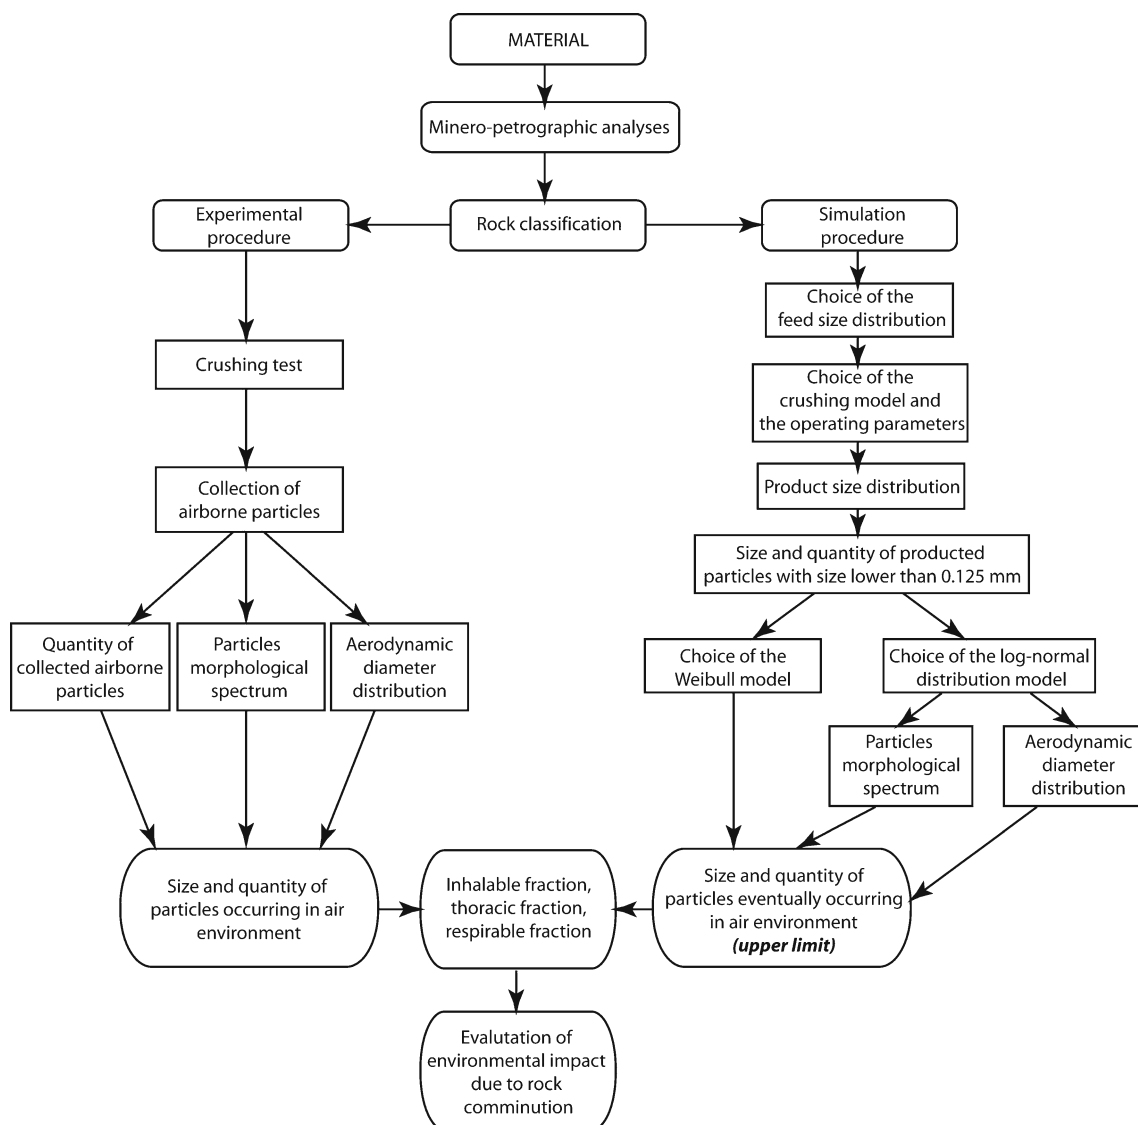 MATERIAL
Minero-petrographic analyses
Experimental
procedure
Rock classification
Simulation
procedure
Choice of the
feed size distribution
Crushing test
Choice of the
crushing model and
the operating parameters
Collection of
airborne particles
Product size distribution
Size and quantity of producted
particles with size lower than 0.125 mm
Quantity of
collected airborne
particles
Particles
morphological
spectrum
Aerodynamic
diameter
distribution
Choice of the
Weibull model
Choice of the log-normal
distribution model
Particles
morphological
spectrum
Aerodynamic
diameter
distribution
Size and quantity of
particles occurring in air
environment
Inhalable fraction,
thoracic fraction,
respirable fraction
Size and quantity of
particles eventually occurring
in air environment
(upper limit)
Evalutation of
environmental impact
due to rock
comminution